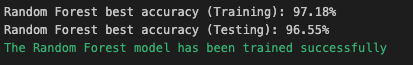 Random Forest best accuracy (Training): 97.18%
Random Forest best accuracy (Testing): 96.55%
The Random Forest model has been trained successfully